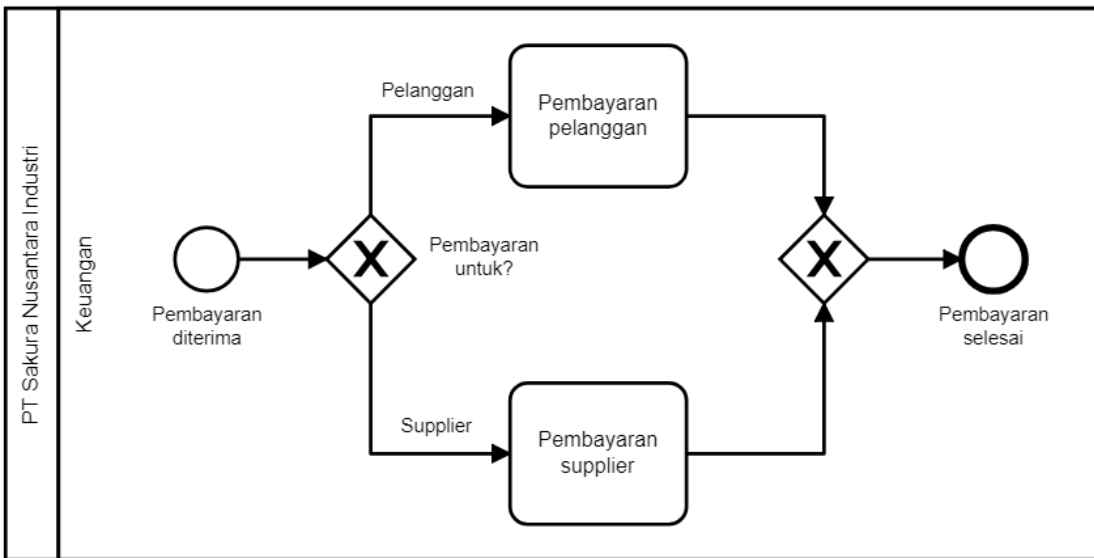 PT Sakura Nusantara Industri
Keuangan
Pembayaran
diterima
Pembayaran
untuk?
Pelanggan
Pembayaran
pelanggan
Supplier
Pembayaran
supplier
X
X
Pembayaran
selesai